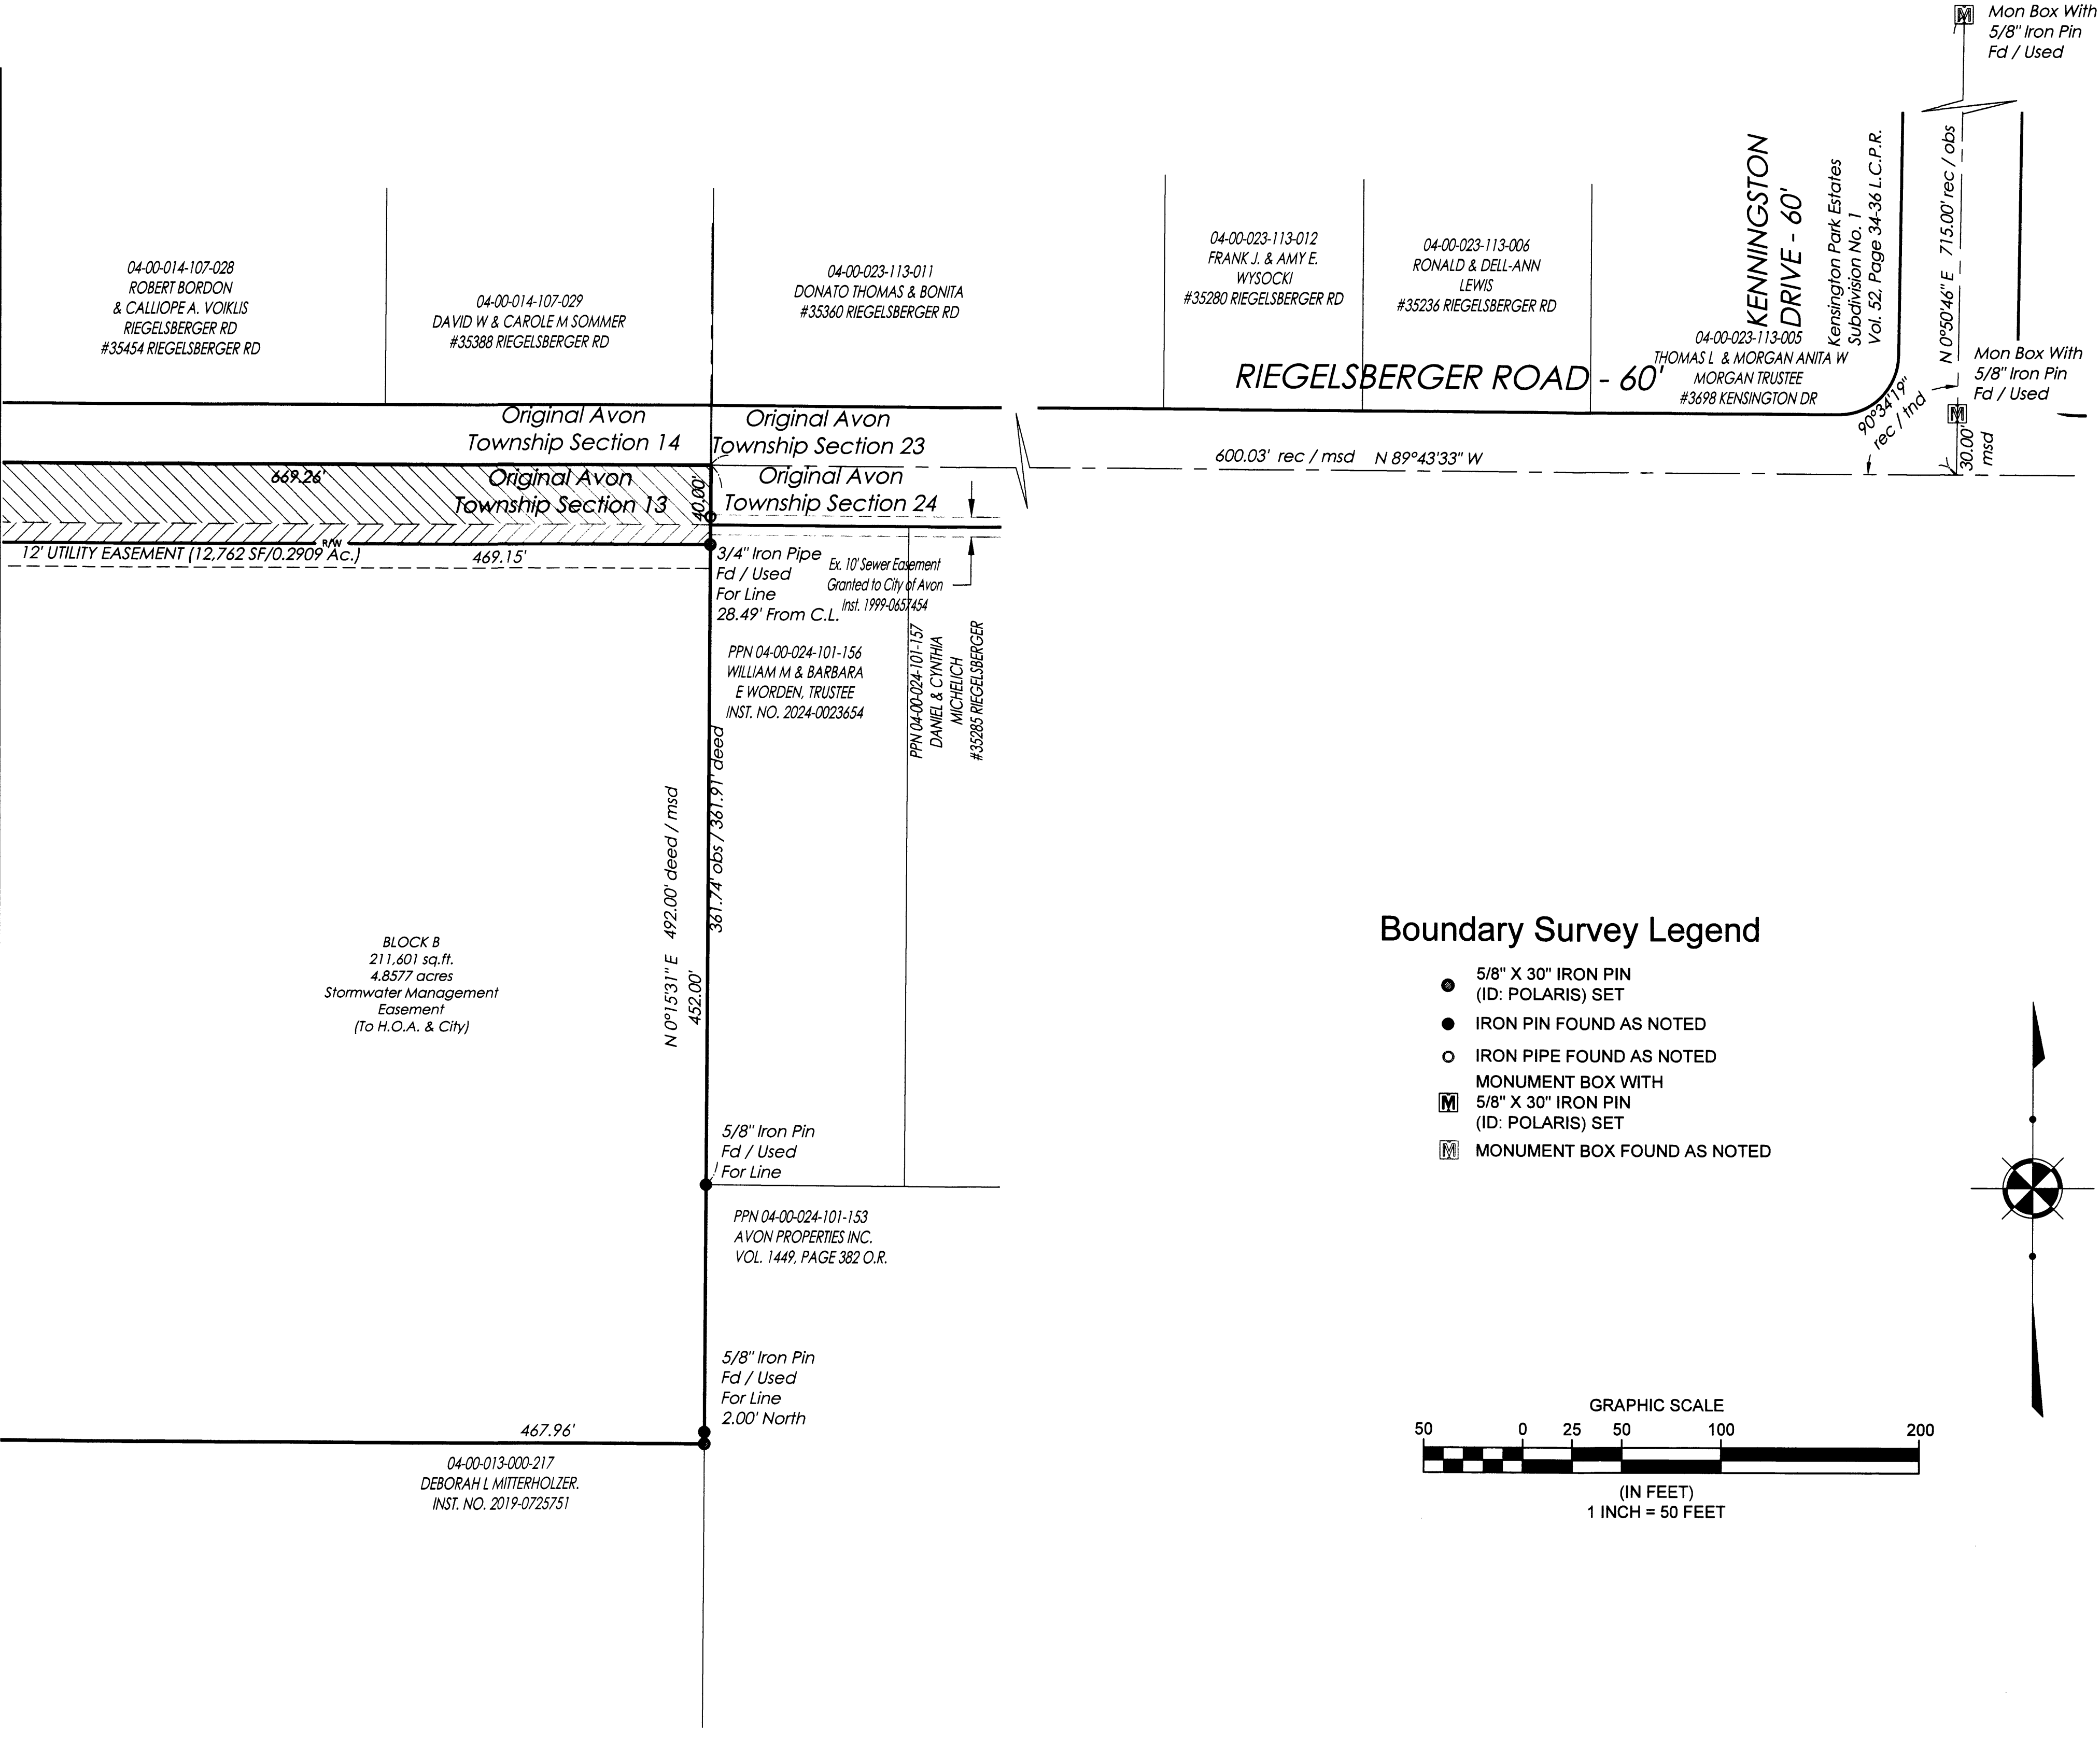 Mon Box With
5/8" Iron Pin
Fd / Used
KENNINGSTON
DRIVE - 60'
Kensington Park Estates
Subdivision No. 1
Vol. 52, Page 34-36 L.C.P.R.
N 0°50'46" E 715.00' rec / obs
04-00-014-107-028
ROBERT BORDON
& CALLIOPE A. VOIKLIS
RIEGELSBERGER RD
#35454 RIEGELSBERGER RD
04-00-014-107-029
DAVID W & CAROLE M SOMMER
#35388 RIEGELSBERGER RD
04-00-023-113-011
DONATO THOMAS & BONITA
#35360 RIEGELSBERGER RD
04-00-023-113-012
FRANK J. & AMY E.
WYSOCKI
#35280 RIEGELSBERGER RD
04-00-023-113-006
RONALD & DELL-ANN
LEWIS
#35236 RIEGELSBERGER RD
04-00-023-113-005
THOMAS L & MORGAN ANITA W
MORGAN TRUSTEE
#3698 KENSINGTON DR
Mon Box With
5/8" Iron Pin
Fd / Used
RIEGELSBERGER ROAD - 60'
90°34'19"
rec / tnd
30.00'
msd
Original Avon
Township Section 14
Original Avon
Township Section 23
600.03' rec / msd N 89°43'33" W
669.26'
Original Avon
Township Section 13
40.00'
Original Avon
Township Section 24
R/W
12' UTILITY EASEMENT (12,762 SF/0.2909 Ac.)
469.15'
3/4" Iron Pipe
Fd / Used
For Line
28.49' From C.L.
Ex. 10' Sewer Easement
Granted to City of Avon
Inst. 1999-0657454
PPN 04-00-024-101-156
WILLIAM M & BARBARA
E WORDEN, TRUSTEE
INST. NO. 2024-0023654
PPN 04-00-024-101-157
DANIEL & CYNTHIA
MICHELICH
#35285 RIEGELSBERGER
N 0°15'31" E 492.00' deed / msd
452.00'
361.74' obs / 361.91' deed
BLOCK B
211,601 sq.ft.
4.8577 acres
Stormwater Management
Easement
(To H.O.A. & City)
5/8" Iron Pin
Fd / Used
For Line
PPN 04-00-024-101-153
AVON PROPERTIES INC.
VOL. 1449, PAGE 382 O.R.
5/8" Iron Pin
Fd / Used
For Line
2.00' North
467.96'
04-00-013-000-217
DEBORAH L MITTERHOLZER.
INST. NO. 2019-0725751
Boundary Survey Legend
5/8" X 30" IRON PIN
(ID: POLARIS) SET
IRON PIN FOUND AS NOTED
IRON PIPE FOUND AS NOTED
MONUMENT BOX WITH
5/8" X 30" IRON PIN
(ID: POLARIS) SET
MONUMENT BOX FOUND AS NOTED
GRAPHIC SCALE
50 0 25 50 100 200
(IN FEET)
1 INCH = 50 FEET
M
M
M
M